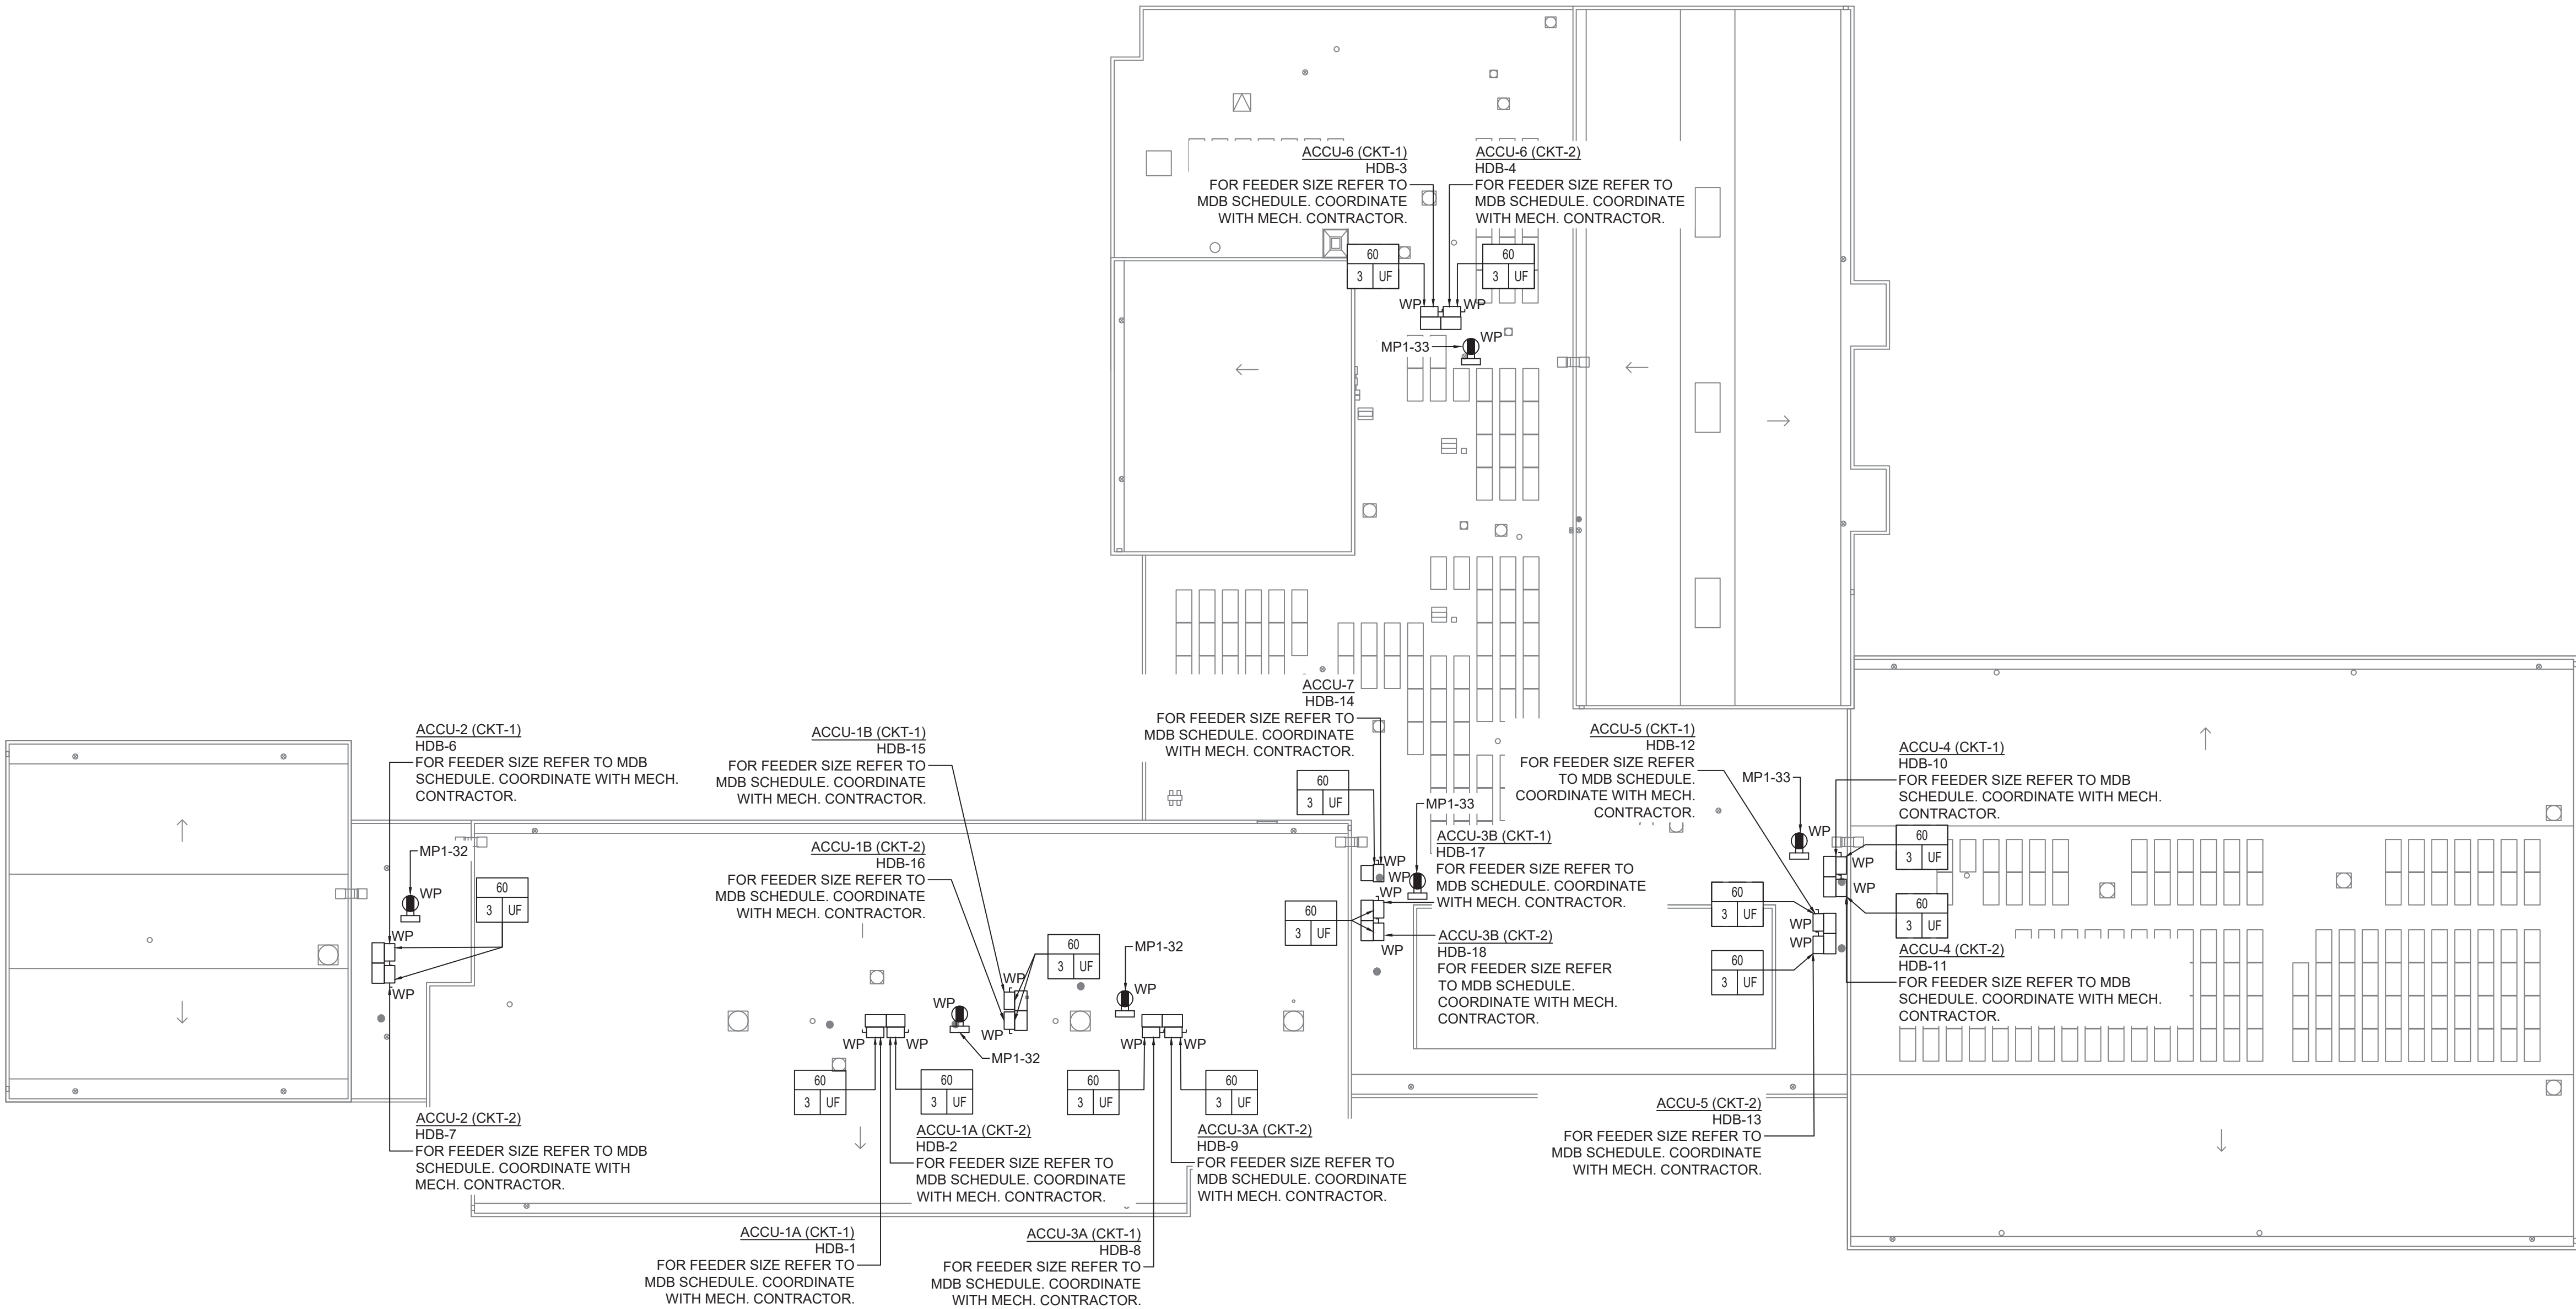 ACCU-6 (CKT-1)
HDB-3
FOR FEEDER SIZE REFER TO
MDB SCHEDULE. COORDINATE
WITH MECH. CONTRACTOR.
ACCU-6 (CKT-2)
HDB-4
FOR FEEDER SIZE REFER TO
MDB SCHEDULE. COORDINATE
WITH MECH. CONTRACTOR.
60
3 UF
60
3 UF
WP
WP
MP1-33
WP
ACCU-7
HDB-14
FOR FEEDER SIZE REFER TO
MDB SCHEDULE. COORDINATE
WITH MECH. CONTRACTOR.
60
3 UF
WP
WP
MP1-33
ACCU-2 (CKT-1)
HDB-6
FOR FEEDER SIZE REFER TO MDB
SCHEDULE. COORDINATE WITH MECH.
CONTRACTOR.
MP1-32
WP
60
3 UF
WP
WP
ACCU-2 (CKT-2)
HDB-7
FOR FEEDER SIZE REFER TO MDB
SCHEDULE. COORDINATE WITH
MECH. CONTRACTOR.
ACCU-1B (CKT-1)
HDB-15
FOR FEEDER SIZE REFER TO
MDB SCHEDULE. COORDINATE
WITH MECH. CONTRACTOR.
ACCU-1B (CKT-2)
HDB-16
FOR FEEDER SIZE REFER TO
MDB SCHEDULE. COORDINATE
WITH MECH. CONTRACTOR.
60
3 UF
WP
WP
WP
MP1-32
MP1-32
WP
WP
WP
60
3 UF
60
3 UF
ACCU-1A (CKT-2)
HDB-2
FOR FEEDER SIZE REFER TO
MDB SCHEDULE. COORDINATE
WITH MECH. CONTRACTOR.
ACCU-1A (CKT-1)
HDB-1
FOR FEEDER SIZE REFER TO
MDB SCHEDULE. COORDINATE
WITH MECH. CONTRACTOR.
WP
WP
60
3 UF
60
3 UF
ACCU-3A (CKT-2)
HDB-9
FOR FEEDER SIZE REFER TO
MDB SCHEDULE. COORDINATE
WITH MECH. CONTRACTOR.
ACCU-3A (CKT-1)
HDB-8
FOR FEEDER SIZE REFER TO
MDB SCHEDULE. COORDINATE
WITH MECH. CONTRACTOR.
ACCU-3B (CKT-1)
HDB-17
FOR FEEDER SIZE REFER TO
MDB SCHEDULE. COORDINATE
WITH MECH. CONTRACTOR.
60
3 UF
WP
WP
ACCU-3B (CKT-2)
HDB-18
FOR FEEDER SIZE REFER
TO MDB SCHEDULE.
COORDINATE WITH MECH.
CONTRACTOR.
ACCU-5 (CKT-1)
HDB-12
FOR FEEDER SIZE REFER
TO MDB SCHEDULE.
COORDINATE WITH MECH.
CONTRACTOR.
MP1-33
WP
60
3 UF
WP
WP
60
3 UF
ACCU-5 (CKT-2)
HDB-13
FOR FEEDER SIZE REFER TO
MDB SCHEDULE. COORDINATE
WITH MECH. CONTRACTOR.
ACCU-4 (CKT-1)
HDB-10
FOR FEEDER SIZE REFER TO MDB
SCHEDULE. COORDINATE WITH MECH.
CONTRACTOR.
60
3 UF
WP
WP
60
3 UF
ACCU-4 (CKT-2)
HDB-11
FOR FEEDER SIZE REFER TO MDB
SCHEDULE. COORDINATE WITH MECH.
CONTRACTOR.